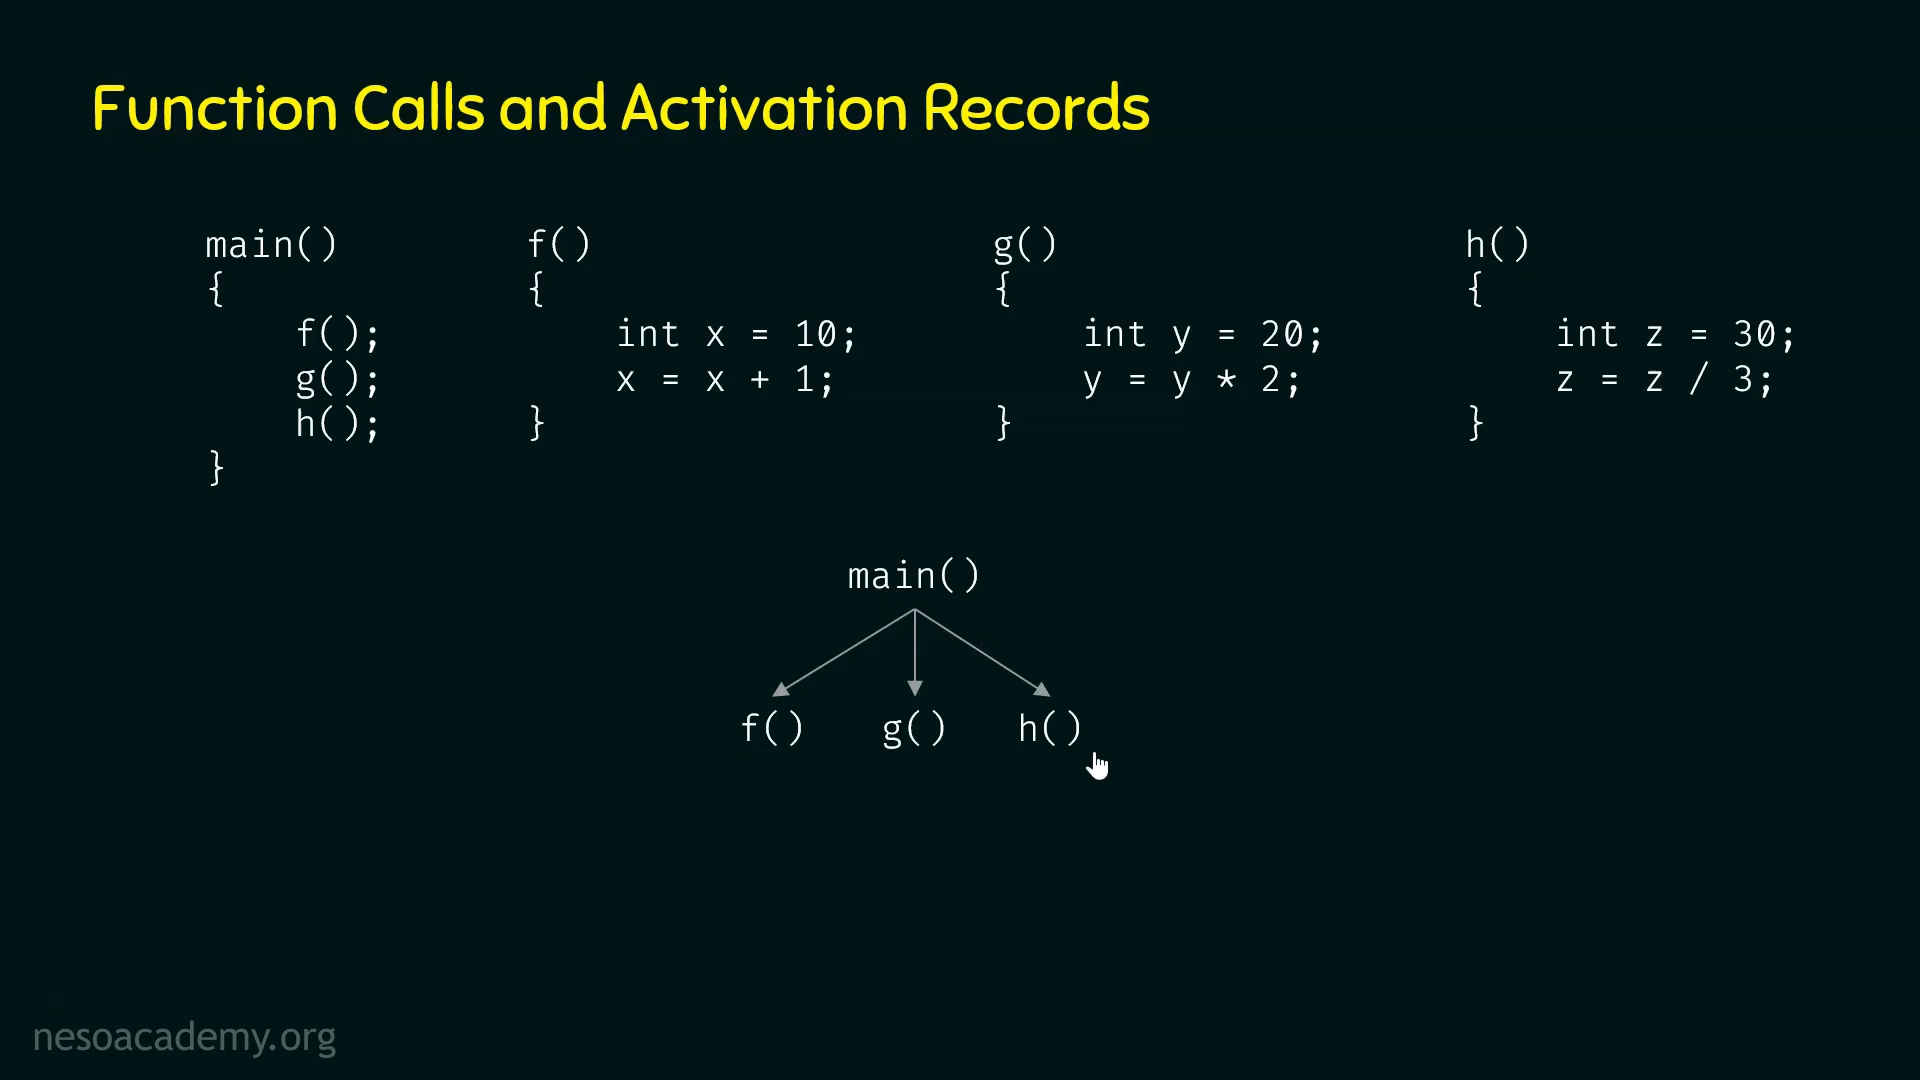 Function Calls and Activation Records
main()
{
    f();
    g();
    h();
}
f()
{
    int x = 10;
    x = x + 1;
}
g()
{
    int y = 20;
    y = y * 2;
}
h()
{
    int z = 30;
    z = z / 3;
}
main()
f() g() h()
nesoacademy.org